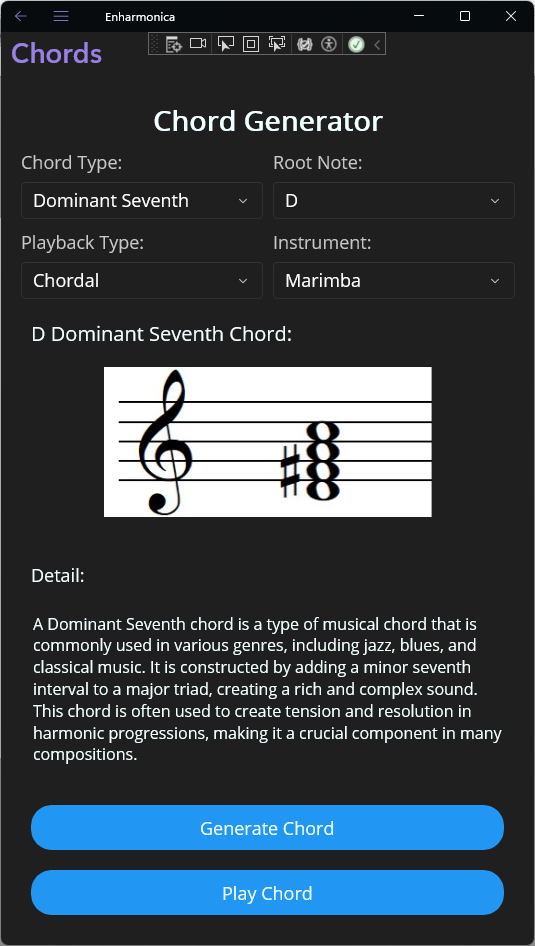 Enharmonica
Chords
Chord Generator
Chord Type:
Root Note:
Dominant Seventh
D
Playback Type:
Instrument:
Chordal
Marimba
D Dominant Seventh Chord:
Detail:
A Dominant Seventh chord is a type of musical chord that is
commonly used in various genres, including jazz, blues, and
classical music. It is constructed by adding a minor seventh
interval to a major triad, creating a rich and complex sound.
This chord is often used to create tension and resolution in
harmonic progressions, making it a crucial component in many
compositions.
Generate Chord
Play Chord